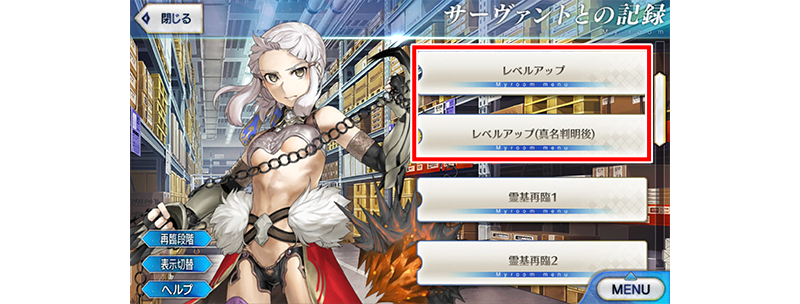 閉じる
サーヴァントとの記録
Myroom
レベルアップ
Myroom menu
レベルアップ(真名判明後)
Myroom menu
霊基再臨1
Myroom menu
霊基再臨2
Myroom menu
再臨段階
表示切替
ヘルプ
MENU